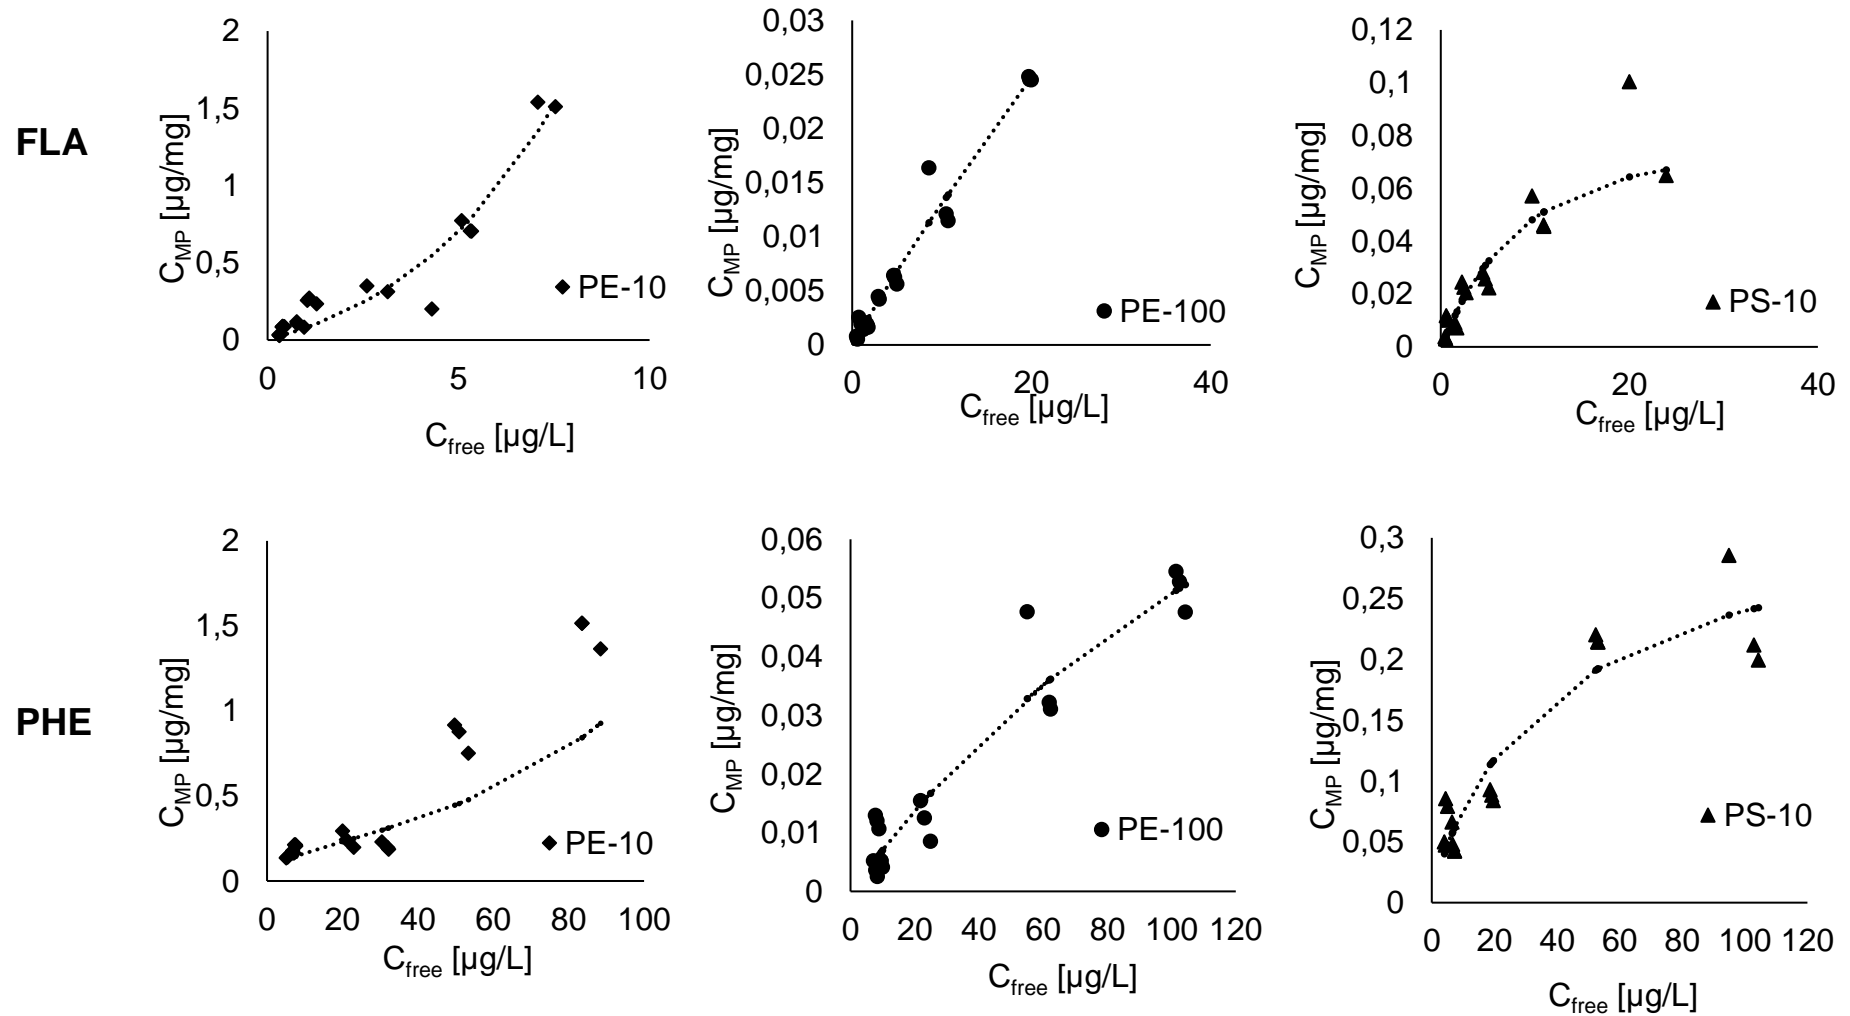 FLA
2
1,5
1
0,5
0
0 5 10
C_MP [µg/mg]
C_free [µg/L]
PE-10
0,03
0,025
0,02
0,015
0,01
0,005
0
0 20 40
C_MP [µg/mg]
C_free [µg/L]
PE-100
0,12
0,1
0,08
0,06
0,04
0,02
0
0 20 40
C_MP [µg/mg]
C_free [µg/L]
PS-10
PHE
2
1,5
1
0,5
0
0 20 40 60 80 100
C_MP [µg/mg]
C_free [µg/L]
PE-10
0,06
0,05
0,04
0,03
0,02
0,01
0
0 20 40 60 80 100 120
C_MP [µg/mg]
C_free [µg/L]
PE-100
0,3
0,25
0,2
0,15
0,1
0,05
0
0 20 40 60 80 100 120
C_MP [µg/mg]
C_free [µg/L]
PS-10